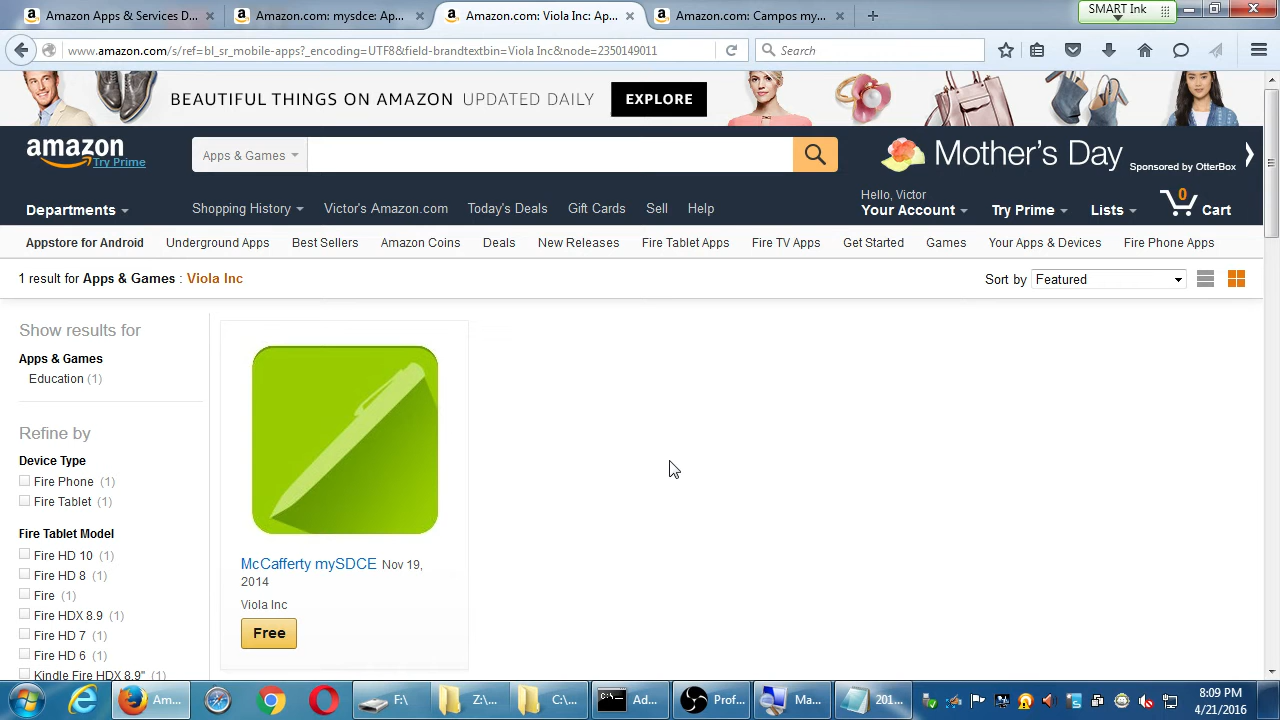 Amazon Apps & Services D...
Amazon.com: mysdce: Ap...
Amazon.com: Viola Inc: Ap...
Amazon.com: Campos my...
SMART Ink
www.amazon.com/s/ref=bl_sr_mobile-apps?_encoding=UTF8&field-brandtextbin=Viola Inc&node=2350149011
Search
BEAUTIFUL THINGS ON AMAZON UPDATED DAILY
EXPLORE
amazon
Try Prime
Apps & Games
Mother's Day
Sponsored by OtterBox
Departments
Shopping History
Victor's Amazon.com
Today's Deals
Gift Cards
Sell
Help
Hello, Victor
Your Account
Try Prime
Lists
0
Cart
Appstore for Android
Underground Apps
Best Sellers
Amazon Coins
Deals
New Releases
Fire Tablet Apps
Fire TV Apps
Get Started
Games
Your Apps & Devices
Fire Phone Apps
1 result for Apps & Games : Viola Inc
Sort by
Featured
Show results for
Apps & Games
Education (1)
Refine by
Device Type
Fire Phone (1)
Fire Tablet (1)
Fire Tablet Model
Fire HD 10 (1)
Fire HD 8 (1)
Fire (1)
Fire HDX 8.9 (1)
Fire HD 7 (1)
Fire HD 6 (1)
Kindle Fire HDX 8.9" (1)
McCafferty mySDCE Nov 19,
2014
Viola Inc
Free
Am...
F:\
Z:\...
C:\...
Ad...
Prof...
Ma...
201...
8:09 PM
4/21/2016